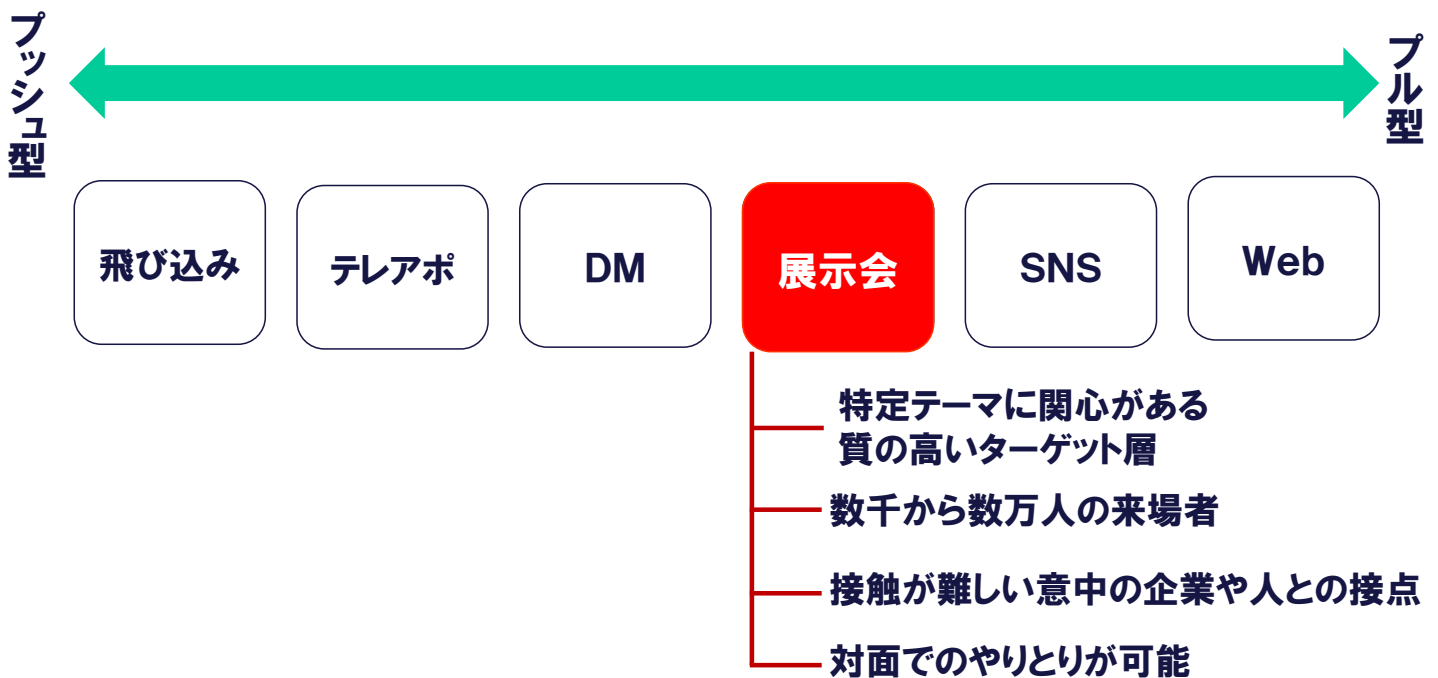 プッシュ型
プル型
飛び込み
テレアポ
DM
展示会
SNS
Web
特定テーマに関心がある
質の高いターゲット層
数千から数万人の来場者
接触が難しい意中の企業や人との接点
対面でのやりとりが可能